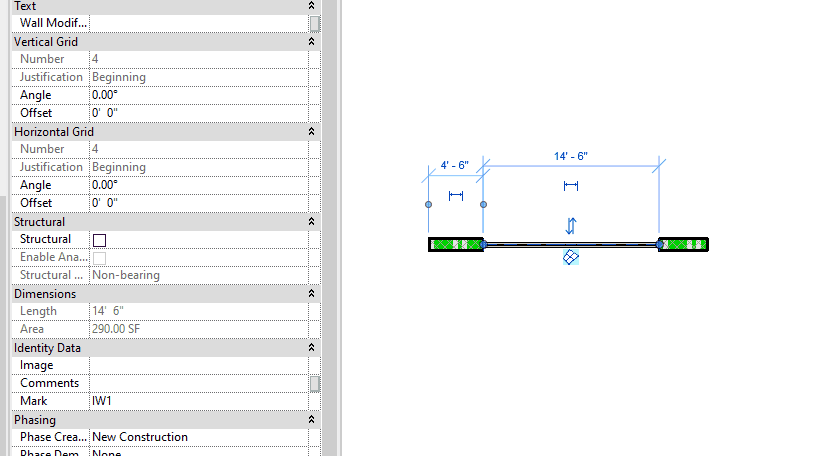 Text
Wall Modif...
Vertical Grid
Number 4
Justification Beginning
Angle 0.00°
Offset 0' 0"
Horizontal Grid
Number 4
Justification Beginning
Angle 0.00°
Offset 0' 0"
Structural
Structural
Enable Ana...
Structural ... Non-bearing
Dimensions
Length 14' 6"
Area 290.00 SF
Identity Data
Image
Comments
Mark IW1
Phasing
Phase Crea... New Construction
Phase Dem... None
14' - 6"
4' - 6"